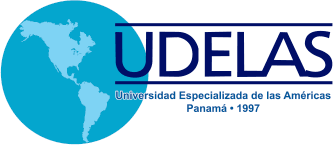 UDELAS
Universidad Especializada de las Américas
Panamá • 1997